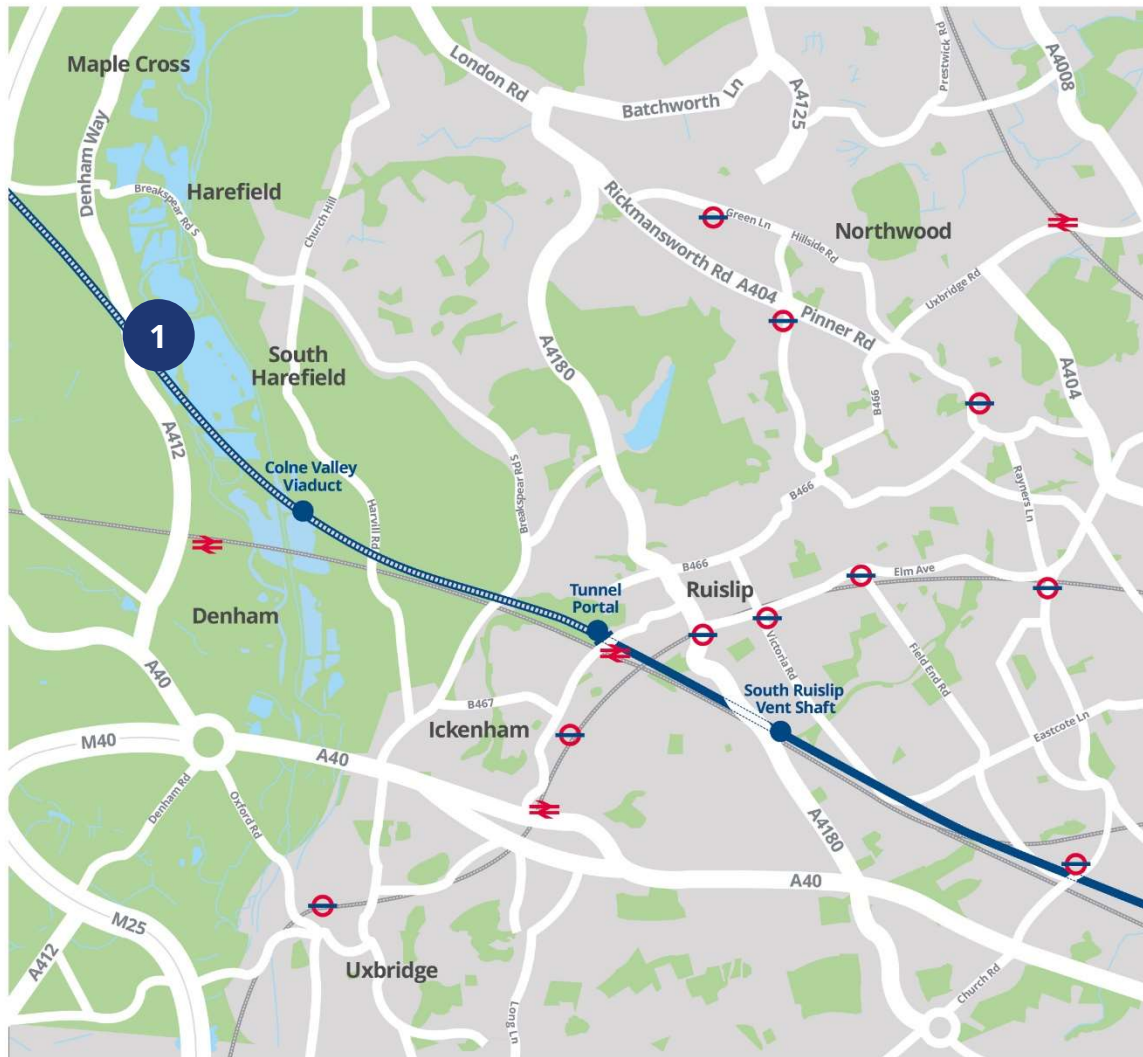 Maple Cross
London Rd
Prestwick Rd
A4008
Batchworth Ln
A4125
Denham Way
Harefield
Breakspear Rd S
Church Hill
Green Ln
Hillside Rd
Northwood
Rickmansworth Rd A404
Uxbridge Rd
Pinner Rd
1
South
Harefield
A4180
A404
B466
A412
Colne Valley
Viaduct
Harvill Rd
Breakspear Rd S
B466
Rayners Ln
B466
Elm Ave
Tunnel
Portal
Ruislip
Denham
Victoria Rd
Field End Rd
A40
South Ruislip
Vent Shaft
B467
Ickenham
Eastcote Ln
M40
A40
Denham Rd
Oxford Rd
A4180
A40
M25
A412
Uxbridge
Church Rd
Long Ln